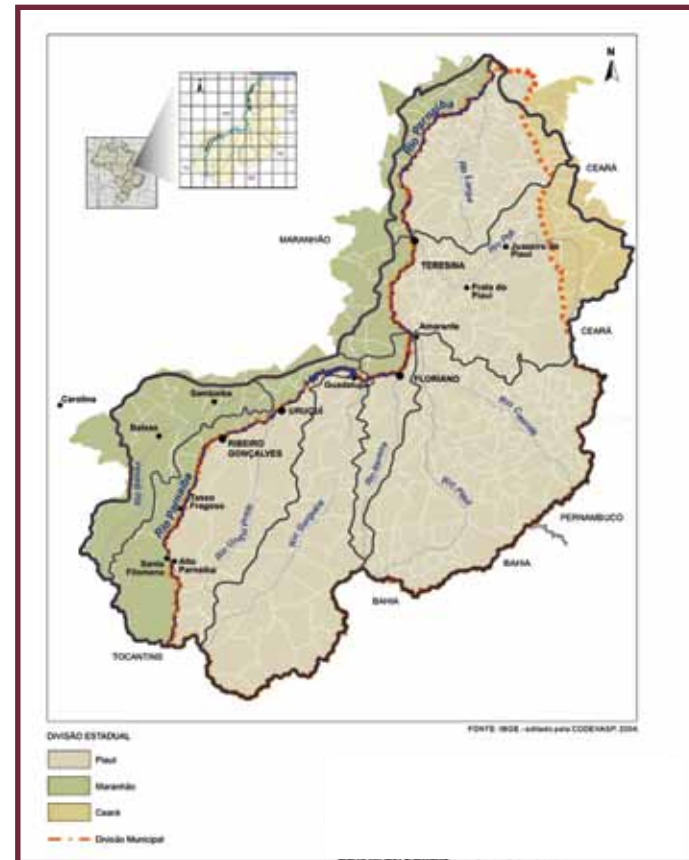 N
Rio Parnaíba
Rio Longá
CEARÁ
MARANHÃO
Rio Poti
Juazeiro do
Piauí
TERESINA
Prata do
Piauí
CEARÁ
Amarante
Carolina
Sambaíba
Guadalupe
FLORIANO
URUÇUÍ
Balsas
RIBEIRO
GONÇALVES
Rio Canindé
Rio Itaueira
Rio Balsas
Rio Parnaíba
Tasso
Fragoso
Rio Uruçuí Preto
Rio Gurguéia
Rio Piauí
PERNAMBUCO
Santa
Filomena
Alto
Parnaíba
BAHIA
BAHIA
TOCANTINS
FONTE: IBGE - editado pela CODEVASP, 2004
DIVISÃO ESTADUAL
Piauí
Maranhão
Ceará
Divisão Municipal